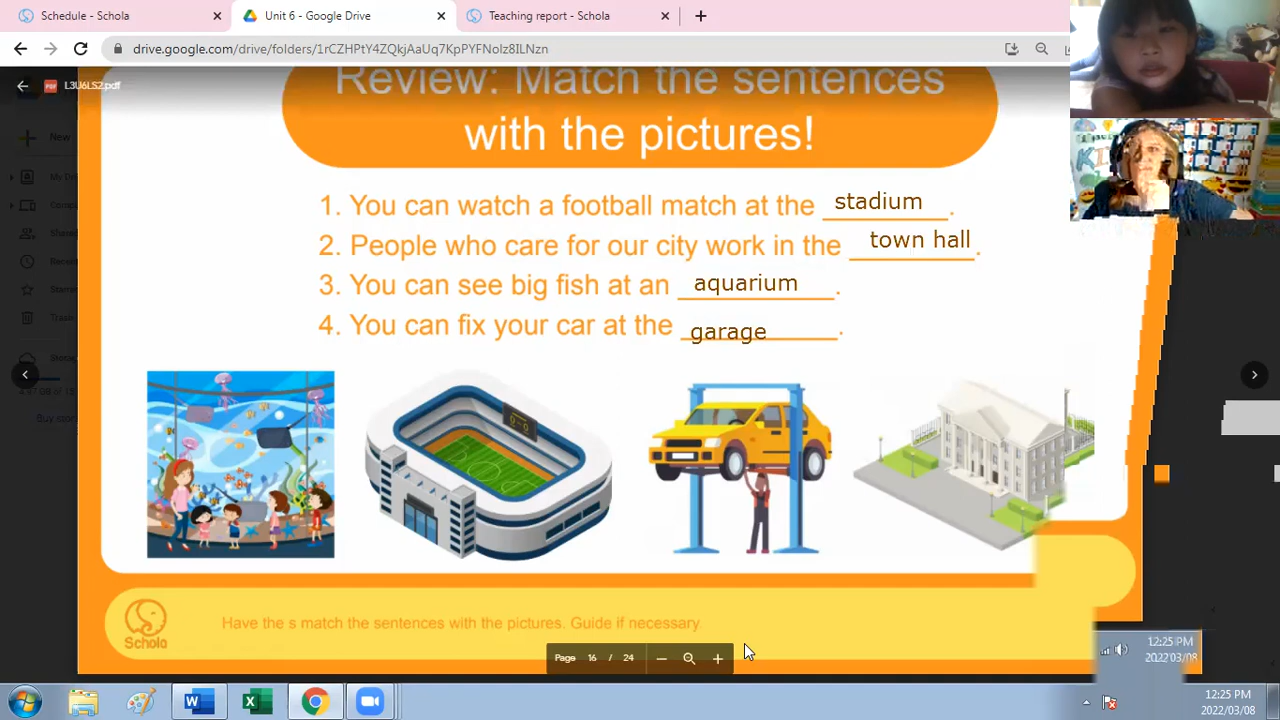 Schedule - Schola
Unit 6 - Google Drive
Teaching report - Schola
drive.google.com/drive/folders/1rCZHPtY4ZQkjAaUq7KpPYFNolz8ILNzn
L3U6LS2.pdf
New
Review: Match the sentences
with the pictures!
1. You can watch a football match at the stadium.
2. People who care for our city work in the town hall.
3. You can see big fish at an aquarium.
4. You can fix your car at the garage.
Trash
Schola
Have the s match the sentences with the pictures. Guide if necessary.
Page 16 / 24
12:25 PM
2022/03/08
12:25 PM
2022/03/08